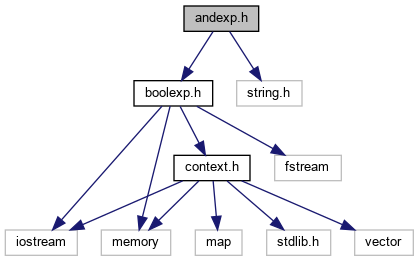 andexp.h
boolexp.h
string.h
context.h
fstream
iostream
memory
map
stdlib.h
vector